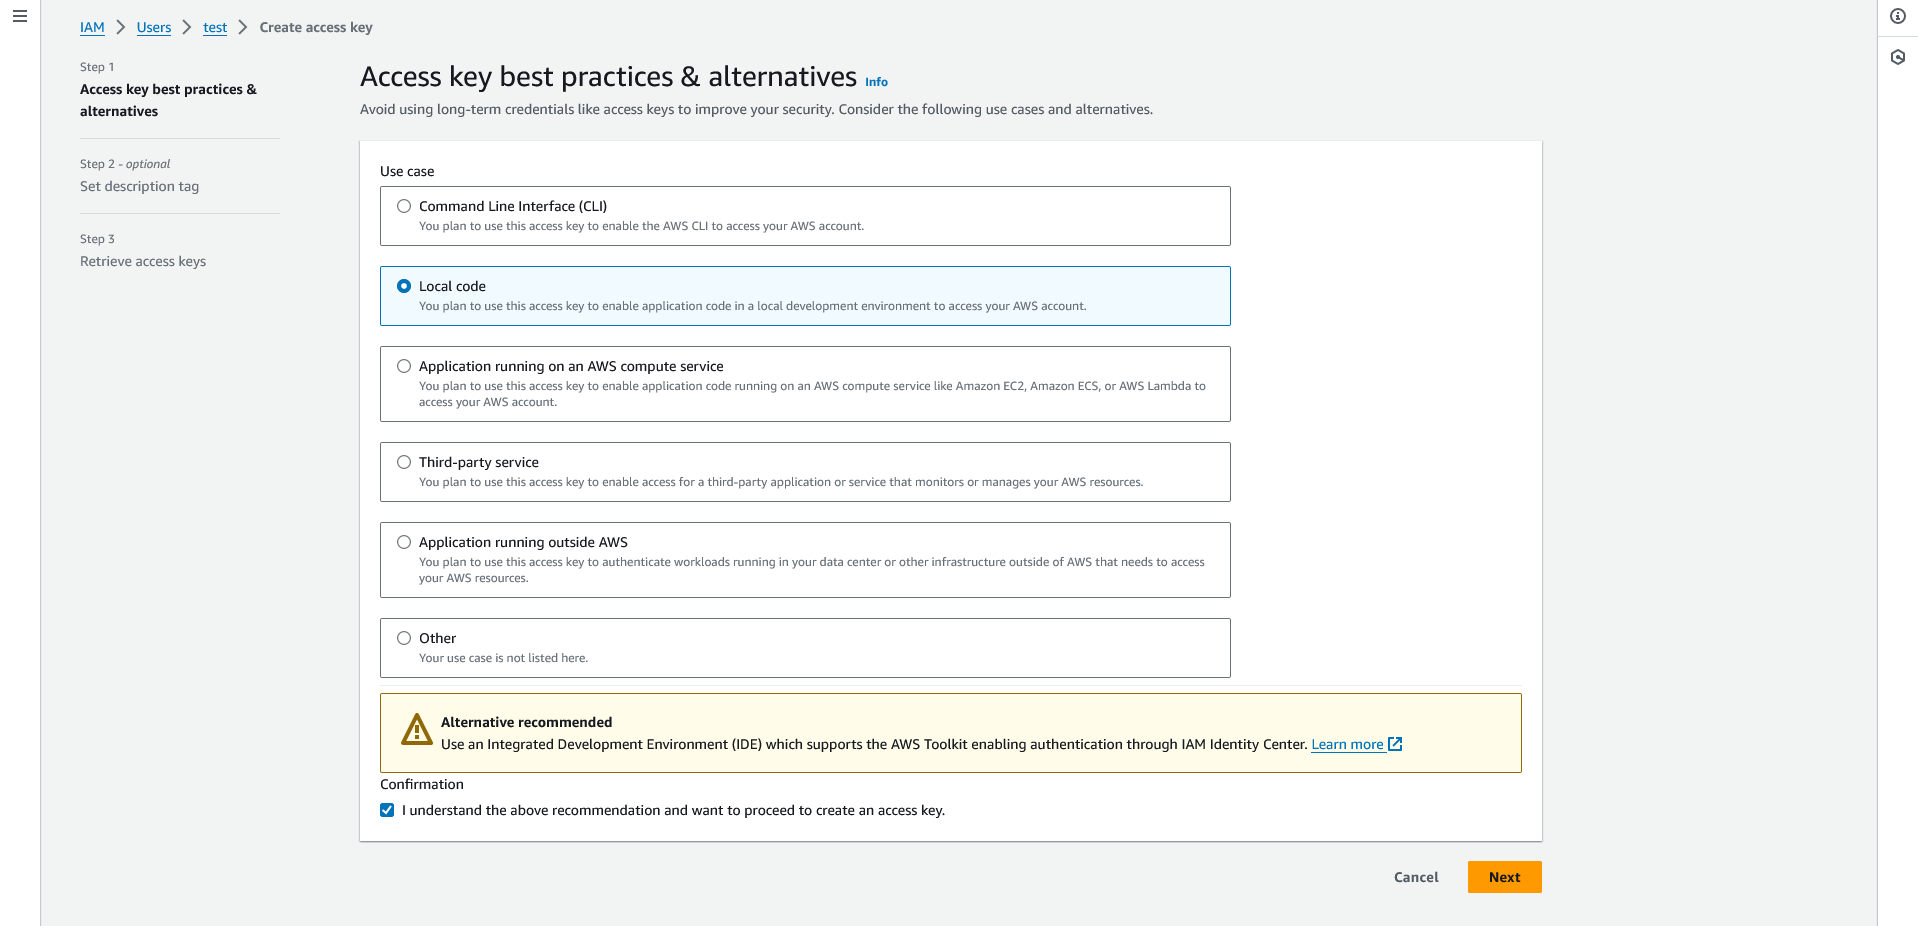 IAM > Users > test > Create access key
Step 1
Access key best practices &
alternatives
Step 2 - optional
Set description tag
Step 3
Retrieve access keys
Access key best practices & alternatives Info
Avoid using long-term credentials like access keys to improve your security. Consider the following use cases and alternatives.
Use case
Command Line Interface (CLI)
You plan to use this access key to enable the AWS CLI to access your AWS account.
Local code
You plan to use this access key to enable application code in a local development environment to access your AWS account.
Application running on an AWS compute service
You plan to use this access key to enable application code running on an AWS compute service like Amazon EC2, Amazon ECS, or AWS Lambda to
access your AWS account.
Third-party service
You plan to use this access key to enable access for a third-party application or service that monitors or manages your AWS resources.
Application running outside AWS
You plan to use this access key to authenticate workloads running in your data center or other infrastructure outside of AWS that needs to access
your AWS resources.
Other
Your use case is not listed here.
Alternative recommended
Use an Integrated Development Environment (IDE) which supports the AWS Toolkit enabling authentication through IAM Identity Center. Learn more
Confirmation
I understand the above recommendation and want to proceed to create an access key.
Cancel
Next